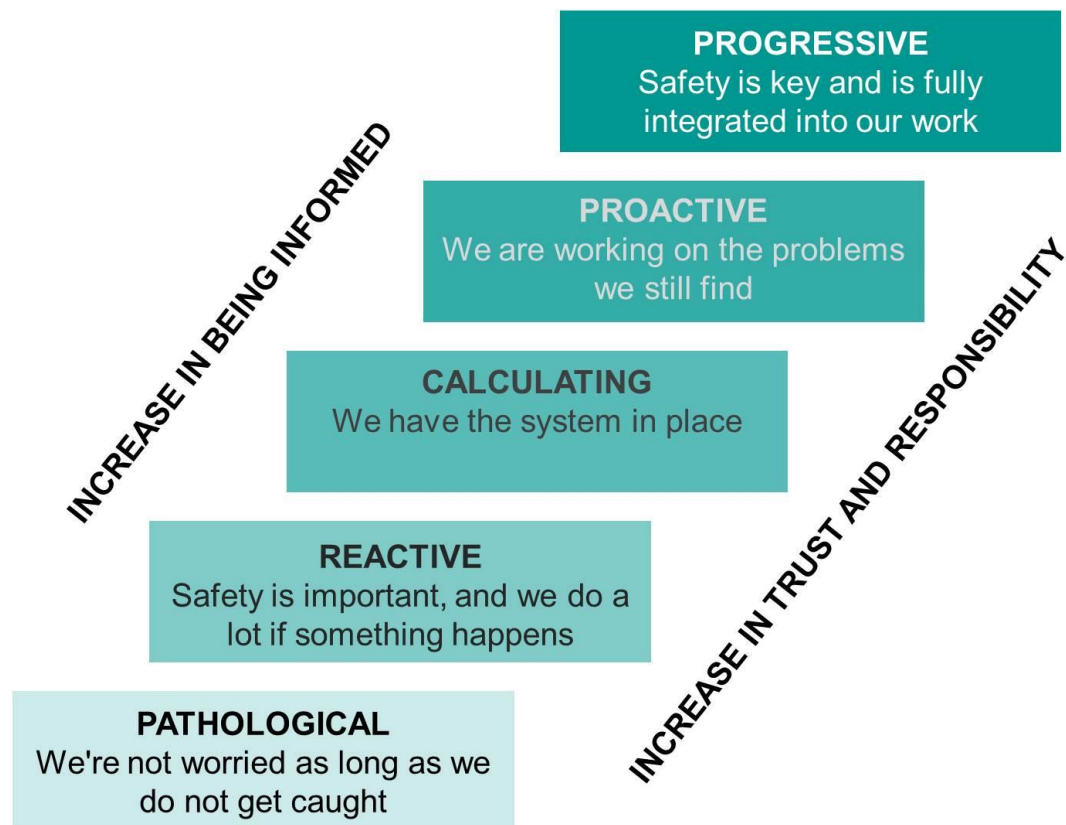 PROGRESSIVE
Safety is key and is fully
integrated into our work
INCREASE IN BEING INFORMED
PROACTIVE
We are working on the problems
we still find
CALCULATING
We have the system in place
INCREASE IN TRUST AND RESPONSIBILITY
REACTIVE
Safety is important, and we do a
lot if something happens
PATHOLOGICAL
We're not worried as long as we
do not get caught